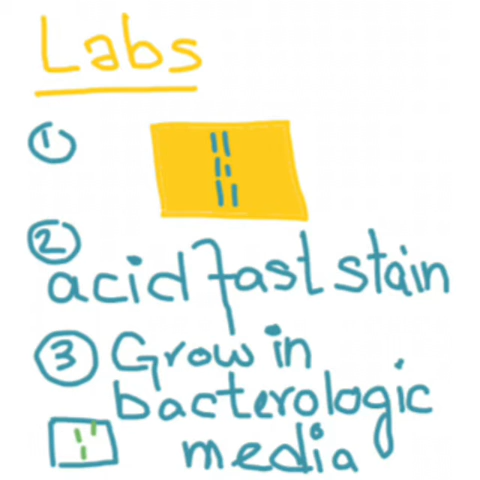 Labs
①
②
acid fast stain
③ Grow in
bacterologic
media